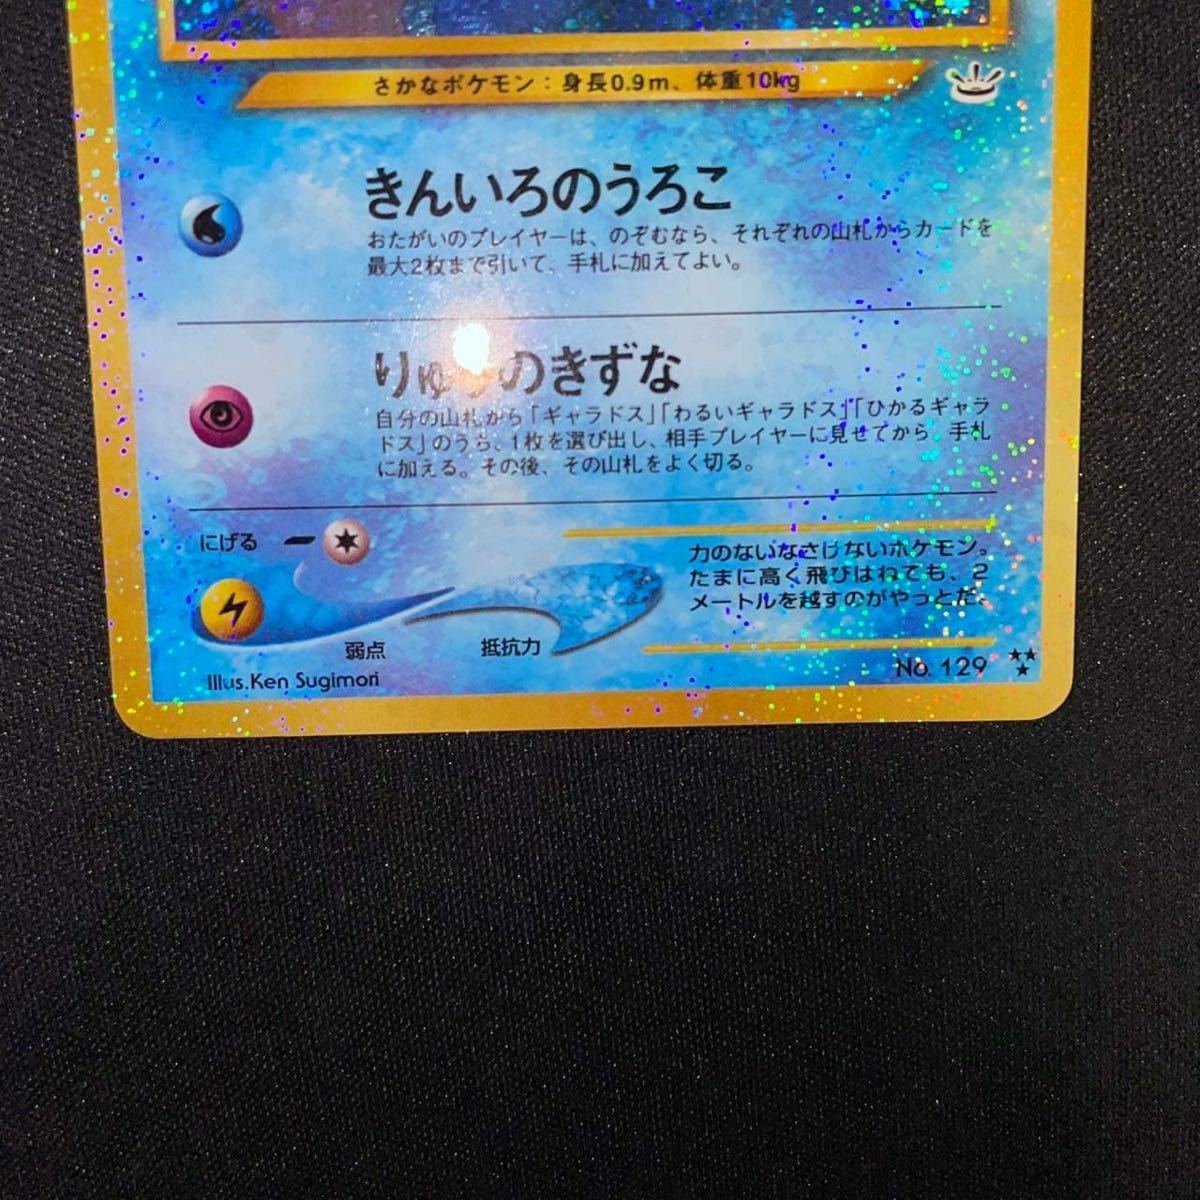 さかなポケモン：身長0.9m、体重10kg
きんいろのうろこ
おたがいのプレイヤーは、のぞむなら、それぞれの山札からカードを
最大2枚まで引いて、手札に加えてよい。
りゅうのきずな
自分の山札から「ギャラドス」「わるいギャラドス」「ひかるギャラ
ドス」のうち、1枚を選び出し、相手プレイヤーに見せてから、手札
に加える。その後、その山札をよく切る。
にげる
力のないなさけないポケモン。
たまに高く飛びはねても、2
メートルを越すのがやっとだ。
弱点
抵抗力
Illus.Ken Sugimori
No. 129 ★★★